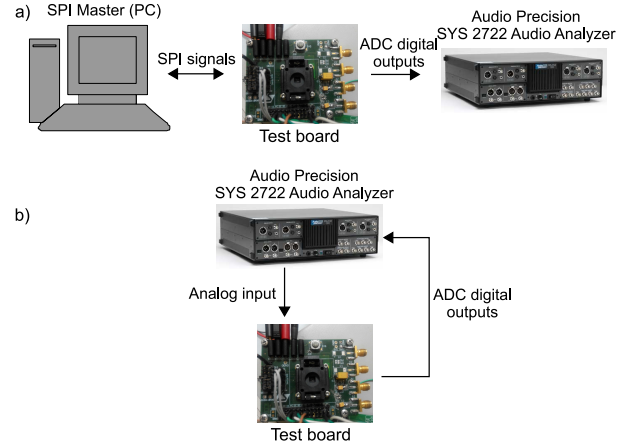 a)
SPI Master (PC)
SPI signals
Test board
ADC digital
outputs
Audio Precision
SYS 2722 Audio Analyzer
b)
Audio Precision
SYS 2722 Audio Analyzer
Analog input
ADC digital
outputs
Test board